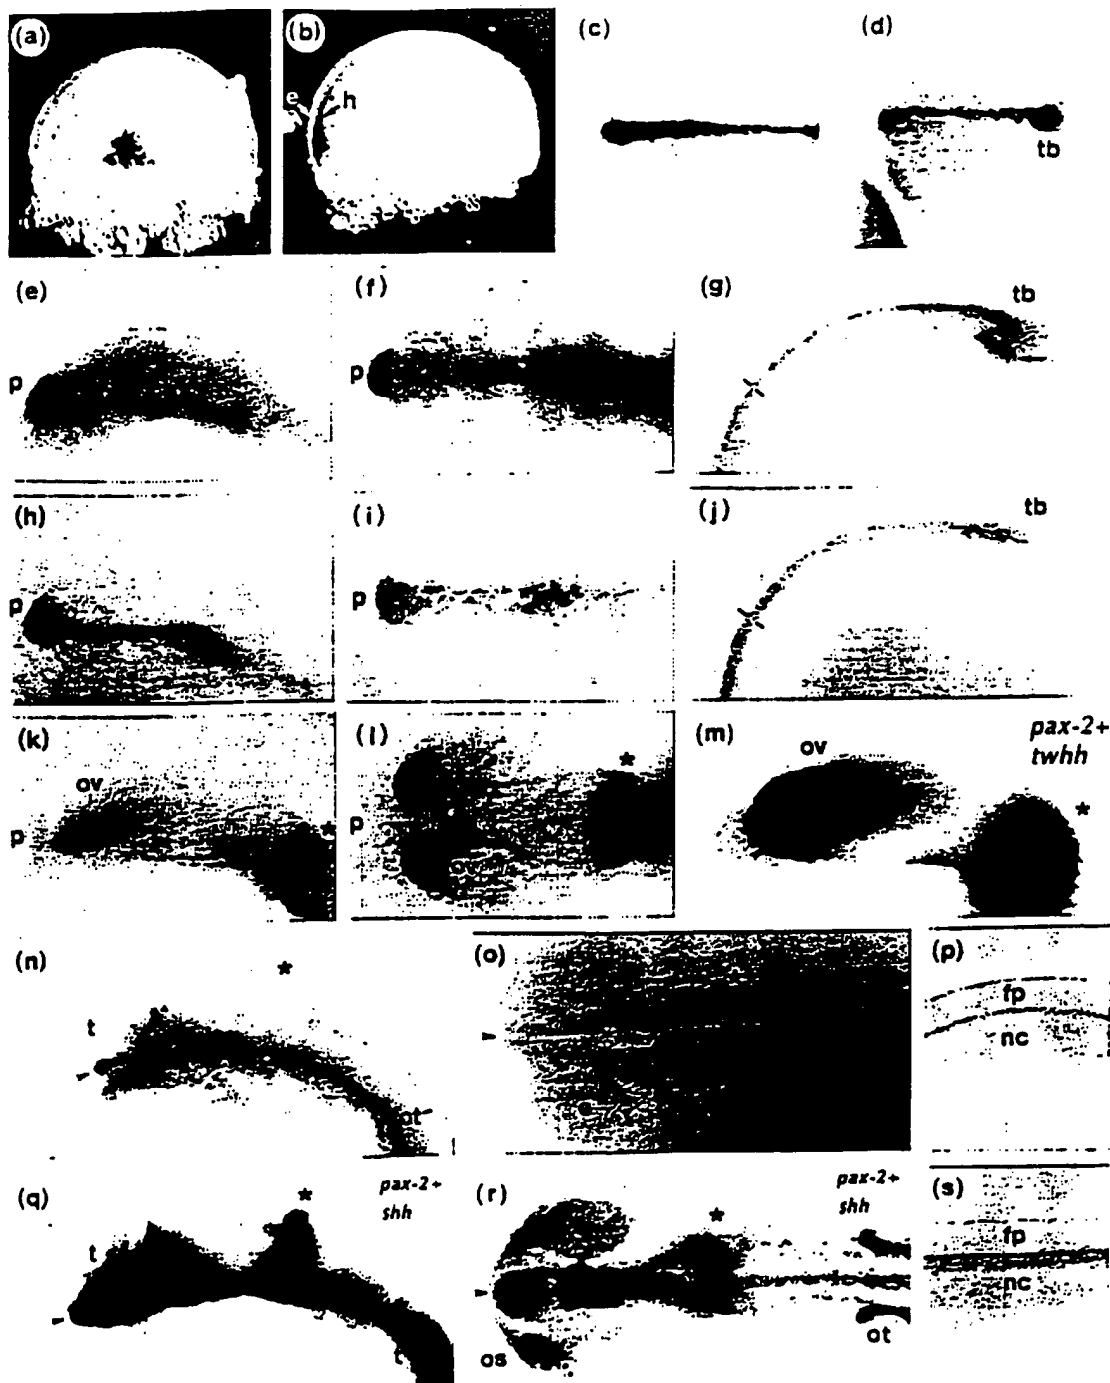 (a)
(b)
e
h
(c)
(d)
tb
(e)
p
(f)
p
(g)
tb
(h)
p
(i)
p
(j)
tb
(k)
ov
p
*
(l)
p
*
(m)
ov
pax-2+
twhh
*
(n)
*
t
ot
(o)
(p)
fp
nc
(q)
pax-2+
shh
*
t
(r)
pax-2+
shh
*
os
ot
(s)
fp
nc